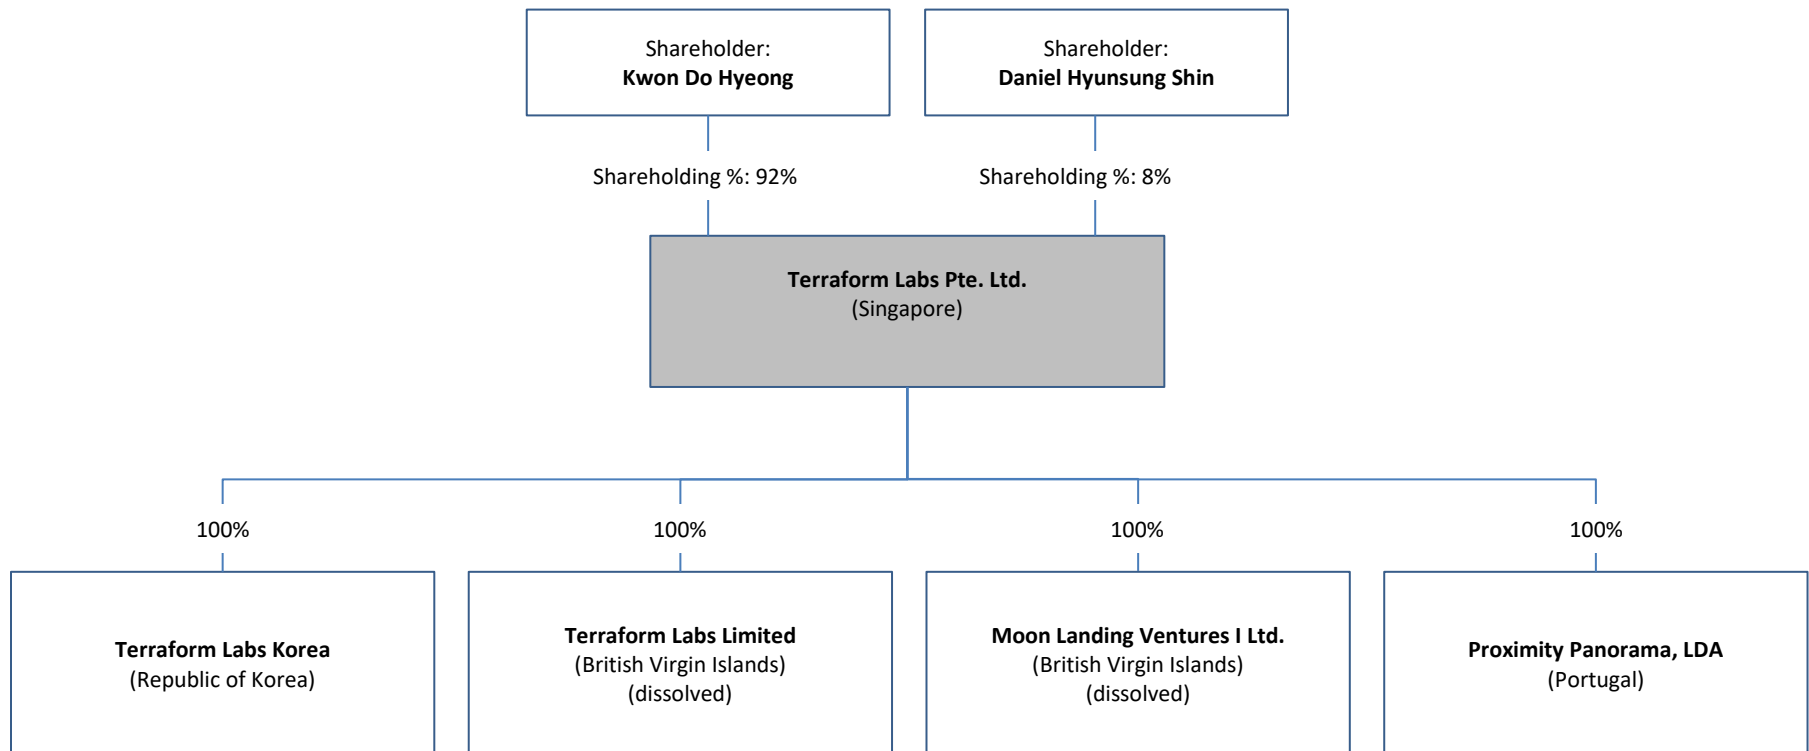 Shareholder:
Kwon Do Hyeong
Shareholder:
Daniel Hyunsung Shin
Shareholding %: 92%
Shareholding %: 8%
Terraform Labs Pte. Ltd.
(Singapore)
100%
100%
100%
100%
Terraform Labs Korea
(Republic of Korea)
Terraform Labs Limited
(British Virgin Islands)
(dissolved)
Moon Landing Ventures I Ltd.
(British Virgin Islands)
(dissolved)
Proximity Panorama, LDA
(Portugal)